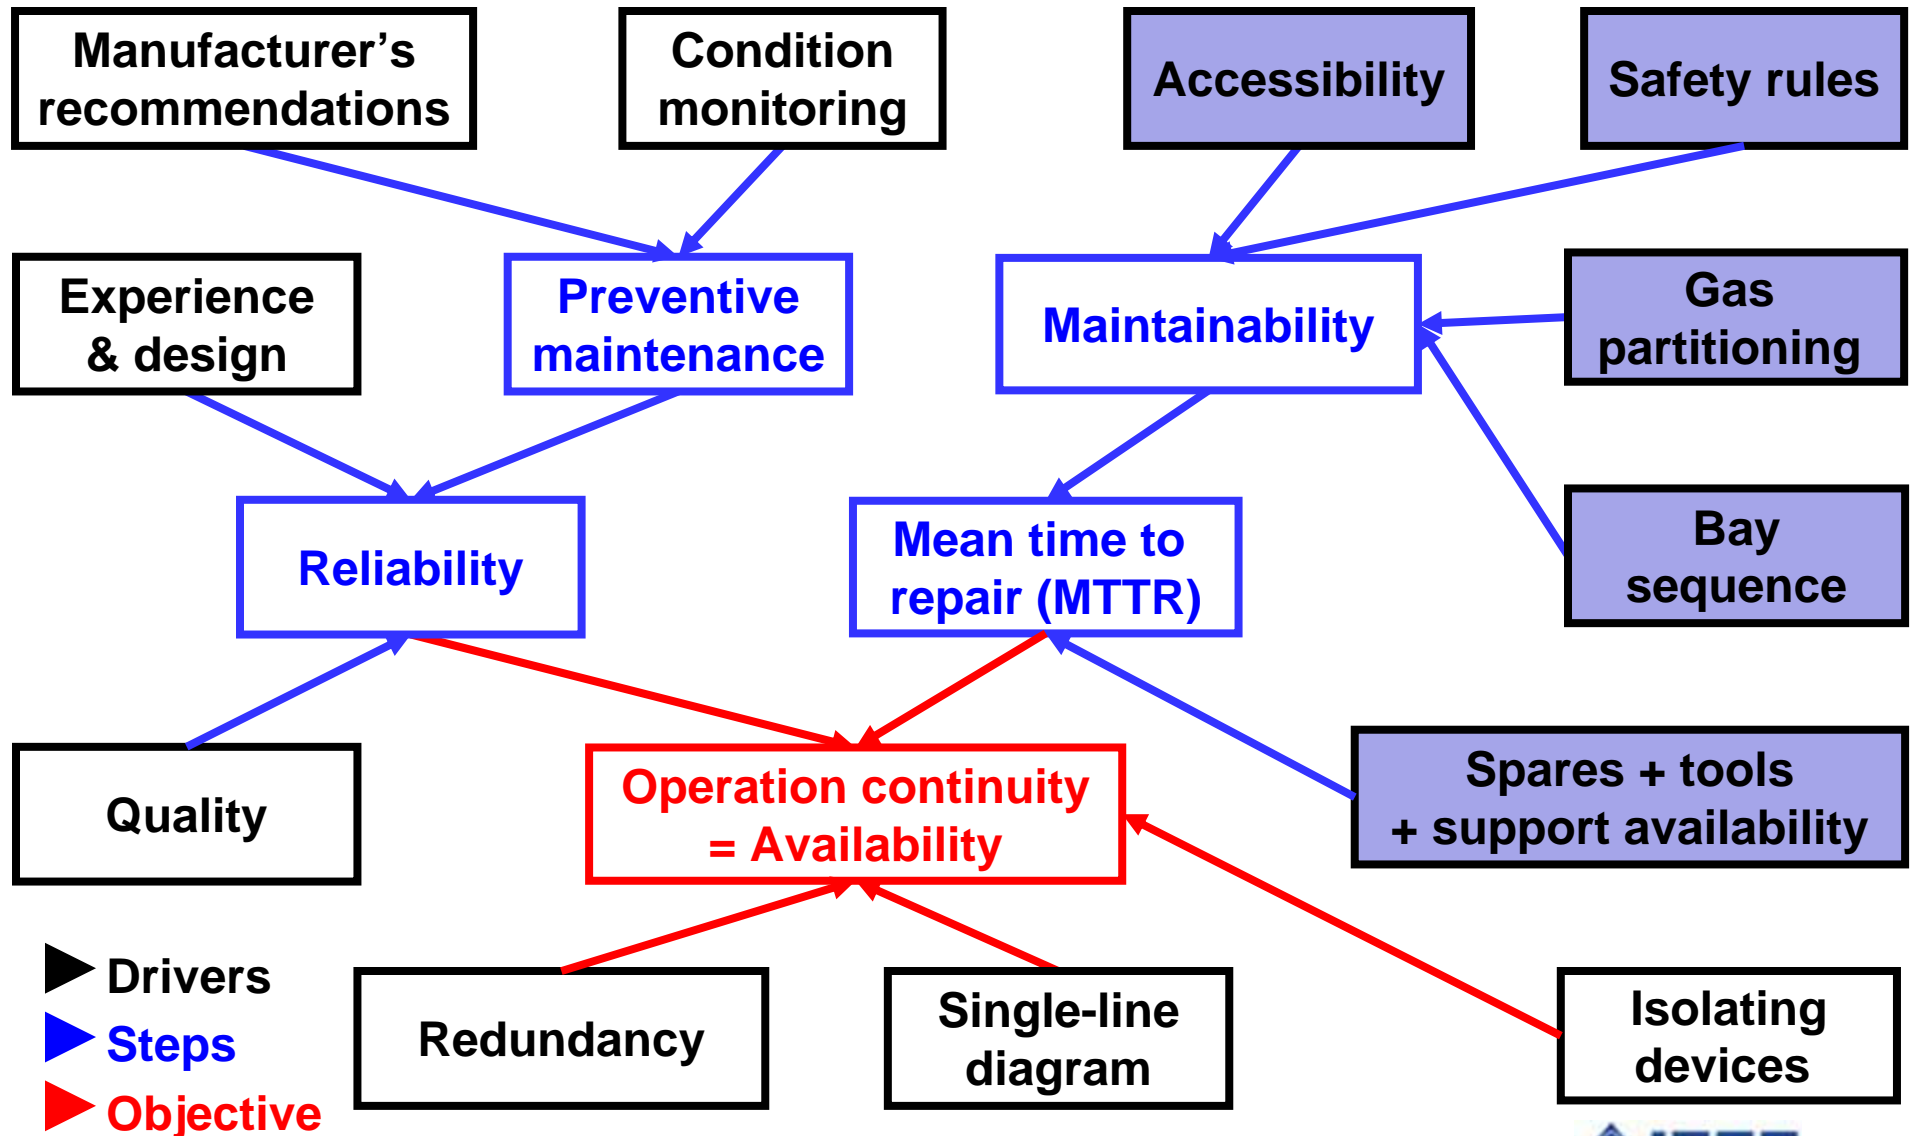 Manufacturer’s
recommendations
Condition
monitoring
Accessibility
Safety rules
Experience
& design
Preventive
maintenance
Maintainability
Gas
partitioning
Reliability
Mean time to
repair (MTTR)
Bay
sequence
Quality
Operation continuity
= Availability
Spares + tools
+ support availability
Drivers
Steps
Objective
Redundancy
Single-line
diagram
Isolating
devices